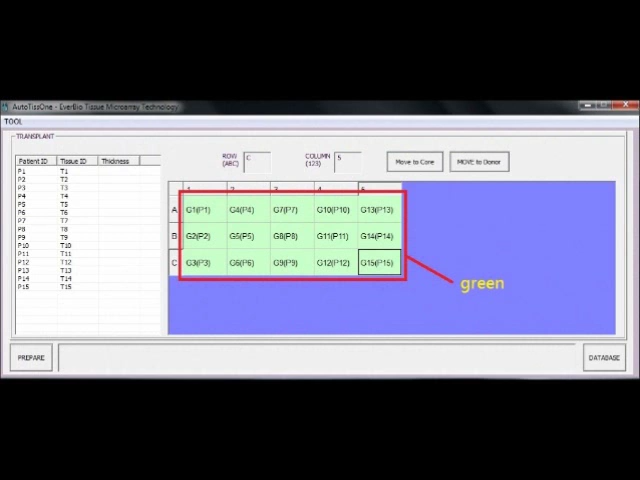 AutoTissOne - EverBio Tissue Microarray Technology
TOOL
TRANSPLANT
Patient ID Tissue ID Thickness
P1 T1
P2 T2
P3 T3
P4 T4
P5 T5
P6 T6
P7 T7
P8 T8
P9 T9
P10 T10
P11 T11
P12 T12
P13 T13
P14 T14
P15 T15
ROW (ABC) C COLUMN (123) 5 Move to Core MOVE to Donor
1 2 3 4 5
A G1(P1) G4(P4) G7(P7) G10(P10) G13(P13)
B G2(P2) G5(P5) G8(P8) G11(P11) G14(P14)
C G3(P3) G6(P6) G9(P9) G12(P12) G15(P15)
green
PREPARE DATABASE